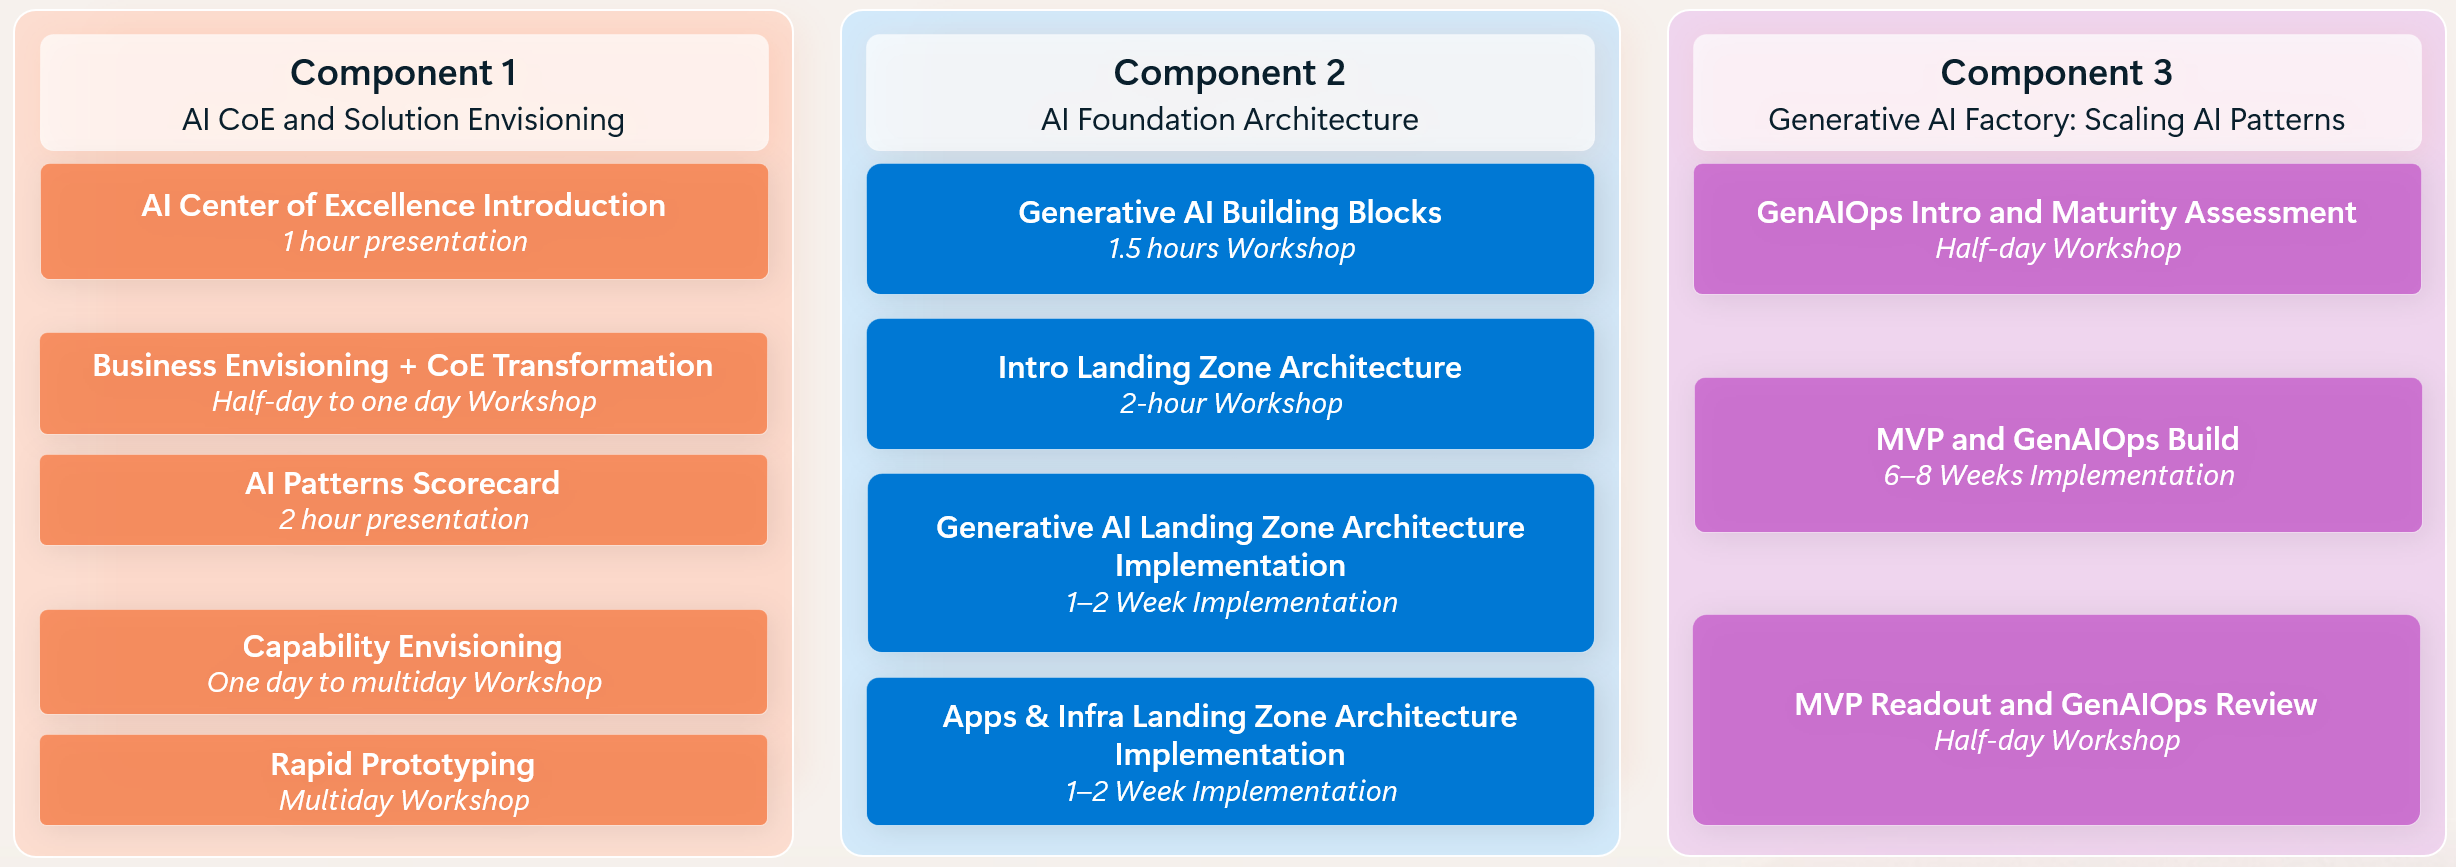 Component 1
AI CoE and Solution Envisioning
AI Center of Excellence Introduction
1 hour presentation
Business Envisioning + CoE Transformation
Half-day to one day Workshop
AI Patterns Scorecard
2 hour presentation
Capability Envisioning
One day to multiday Workshop
Rapid Prototyping
Multiday Workshop
Component 2
AI Foundation Architecture
Generative AI Building Blocks
1.5 hours Workshop
Intro Landing Zone Architecture
2-hour Workshop
Generative AI Landing Zone Architecture
Implementation
1–2 Week Implementation
Apps & Infra Landing Zone Architecture
Implementation
1–2 Week Implementation
Component 3
Generative AI Factory: Scaling AI Patterns
GenAIOps Intro and Maturity Assessment
Half-day Workshop
MVP and GenAIOps Build
6–8 Weeks Implementation
MVP Readout and GenAIOps Review
Half-day Workshop